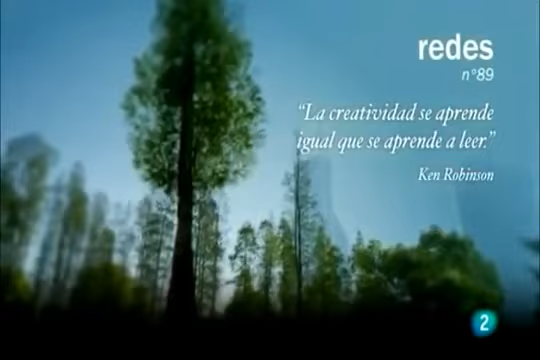 redes
n°89
“La creatividad se aprende
igual que se aprende a leer.”
Ken Robinson
2